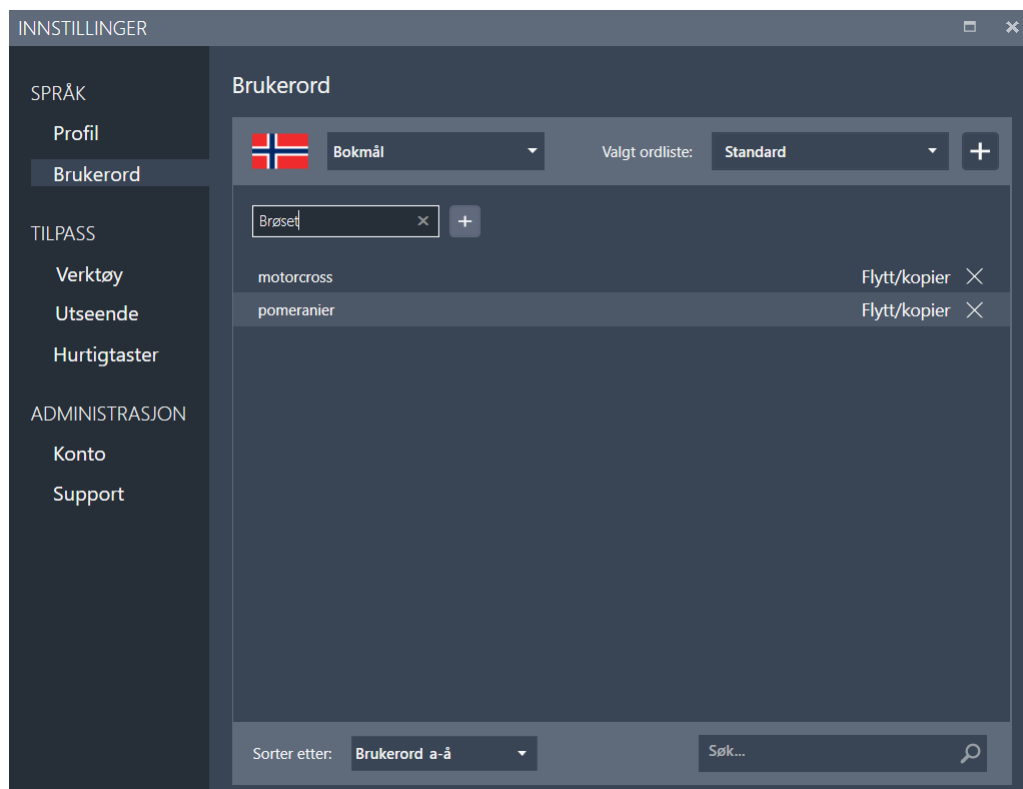 INNSTILLINGER
SPRÅK
Profil
Brukerord
TILPASS
Verktøy
Utseende
Hurtigtaster
ADMINISTRASJON
Konto
Support
Brukerord
Bokmål
Valgt ordliste: Standard
Brøset
motorcross Flytt/kopier
pomeranier Flytt/kopier
Sorter etter: Brukerord a-å Søk...